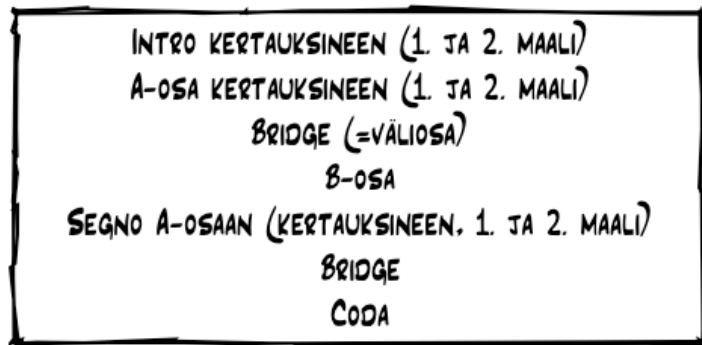 Intro kertauksineen (1. ja 2. maali)
A-osa kertauksineen (1. ja 2. maali)
Bridge (=väliosa)
B-osa
Segno A-osaan (kertauksineen, 1. ja 2. maali)
Bridge
Coda